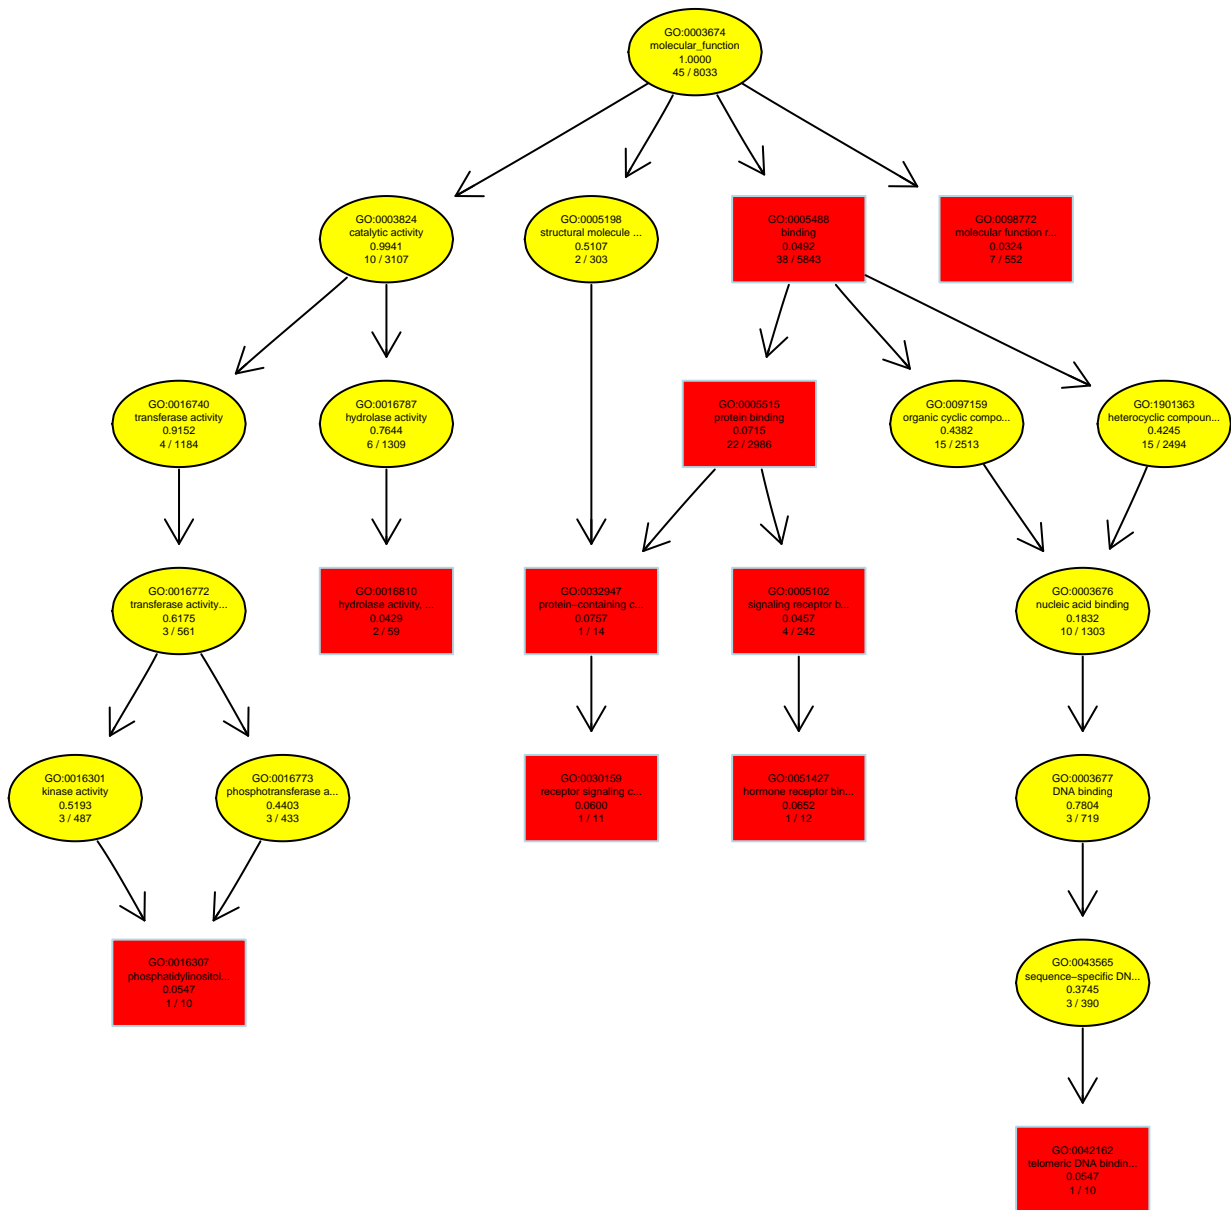 GO:0003674
molecular_function
1.0000
45 / 8033
GO:0003824
catalytic activity
0.9941
10 / 3107
GO:0005198
structural molecule ...
0.5107
2 / 303
GO:0005488
binding
0.0492
38 / 5843
GO:0098772
molecular function r...
0.0324
7 / 552
GO:0016740
transferase activity
0.9152
4 / 1184
GO:0016787
hydrolase activity
0.7644
6 / 1309
GO:0005515
protein binding
0.0715
22 / 2986
GO:0097159
organic cyclic compo...
0.4382
15 / 2513
GO:1901363
heterocyclic compoun...
0.4245
15 / 2494
GO:0016772
transferase activity...
0.6175
3 / 561
GO:0016810
hydrolase activity, ...
0.0429
2 / 59
GO:0032947
protein−containing c...
0.0757
1 / 14
GO:0005102
signaling receptor b...
0.0457
4 / 242
GO:0003676
nucleic acid binding
0.1832
10 / 1303
GO:0016301
kinase activity
0.5193
3 / 487
GO:0016773
phosphotransferase a...
0.4403
3 / 433
GO:0030159
receptor signaling c...
0.0600
1 / 11
GO:0051427
hormone receptor bin...
0.0652
1 / 12
GO:0003677
DNA binding
0.7804
3 / 719
GO:0016307
phosphatidylinositol...
0.0547
1 / 10
GO:0043565
sequence−specific DN...
0.3745
3 / 390
GO:0042162
telomeric DNA bindin...
0.0547
1 / 10